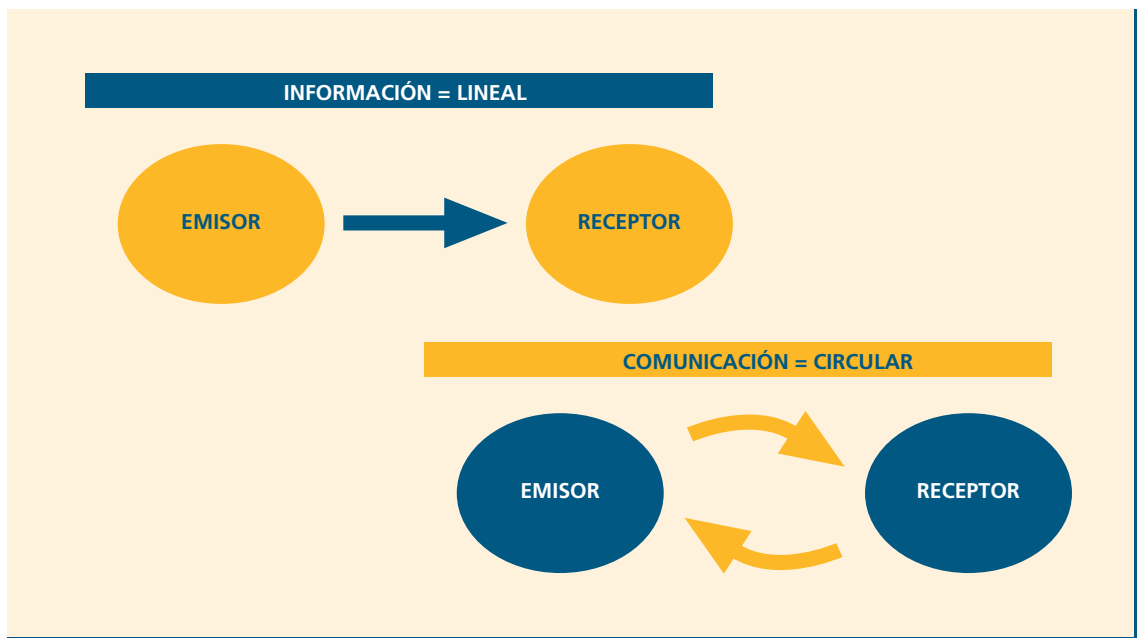 INFORMACIÓN = LINEAL
EMISOR
RECEPTOR
COMUNICACIÓN = CIRCULAR
EMISOR
RECEPTOR